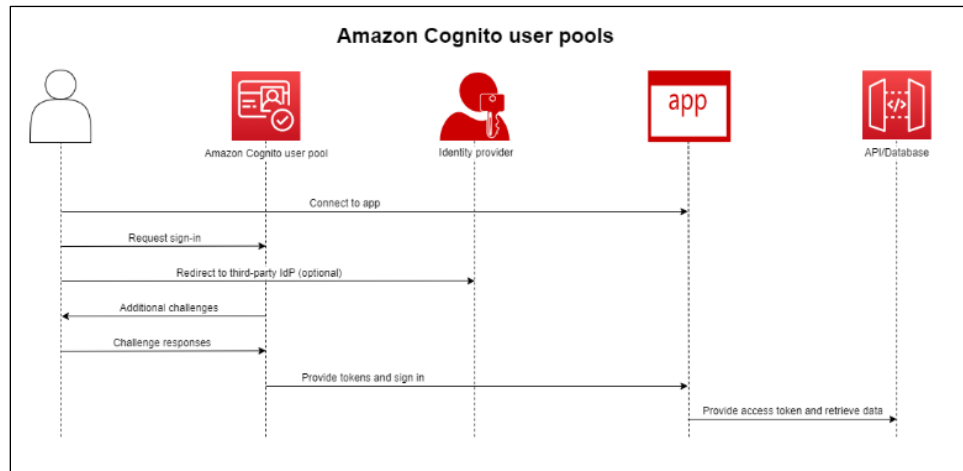 Amazon Cognito user pools
app
Amazon Cognito user pool
Identity provider
API/Database
Connect to app
Request sign-in
Redirect to third-party IdP (optional)
Additional challenges
Challenge responses
Provide tokens and sign in
Provide access token and retrieve data